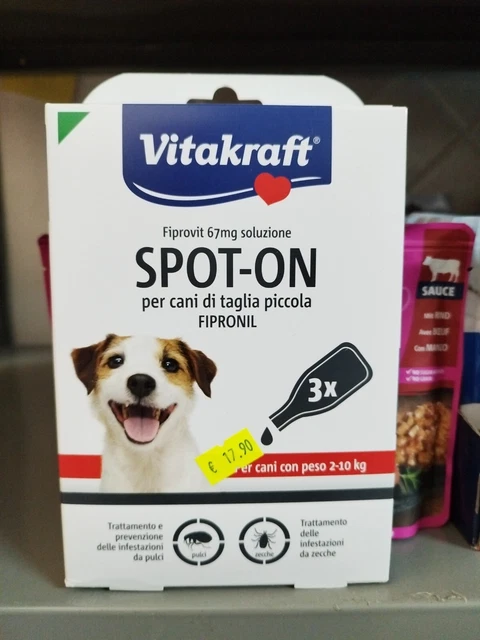 Vitakraft®
Fiprovit 67mg soluzione
SPOT-ON
per cani di taglia piccola
FIPRONIL
3x
€ 17.90
Per cani con peso 2-10 kg
Trattamento e
prevenzione
delle infestazioni
da pulci
pulci
zecche
Trattamento
delle
infestazioni
da zecche
SAUCE